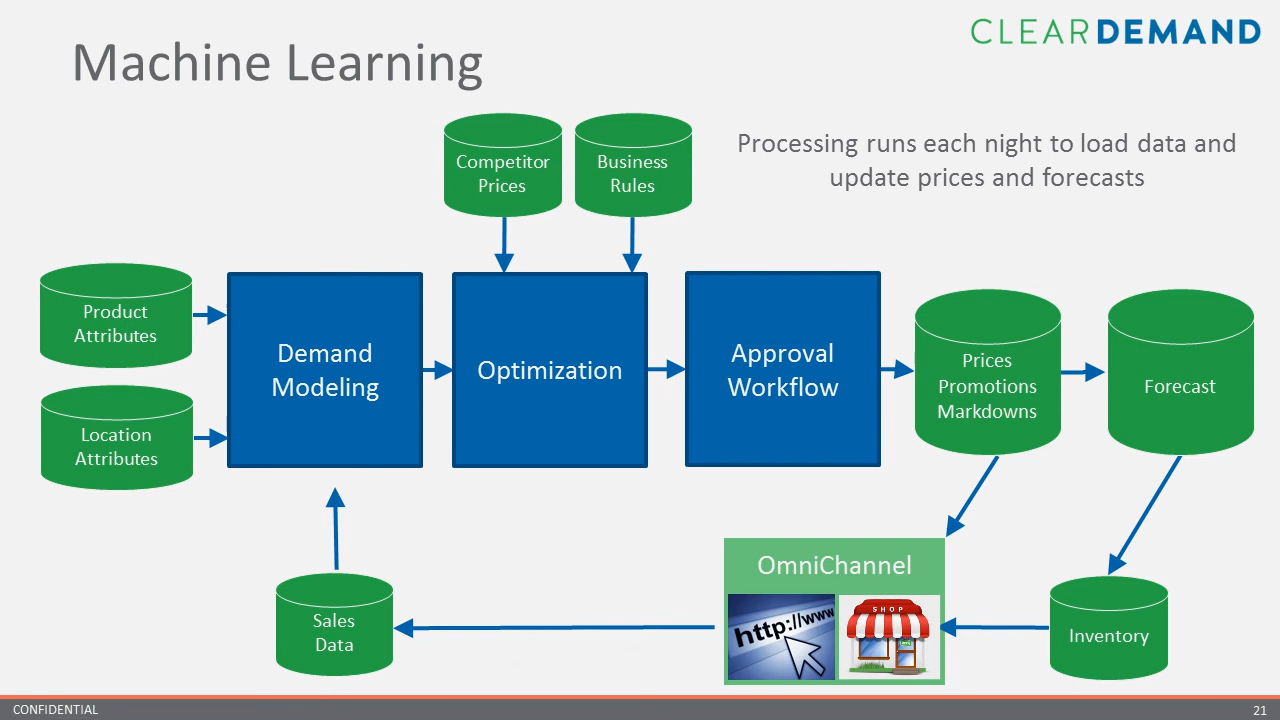 CLEARDEMAND
Machine Learning
Processing runs each night to load data and
update prices and forecasts
Competitor
Prices
Business
Rules
Product
Attributes
Location
Attributes
Demand
Modeling
Optimization
Approval
Workflow
Prices
Promotions
Markdowns
Forecast
OmniChannel
http://www
SHOP
Sales
Data
Inventory
CONFIDENTIAL
21